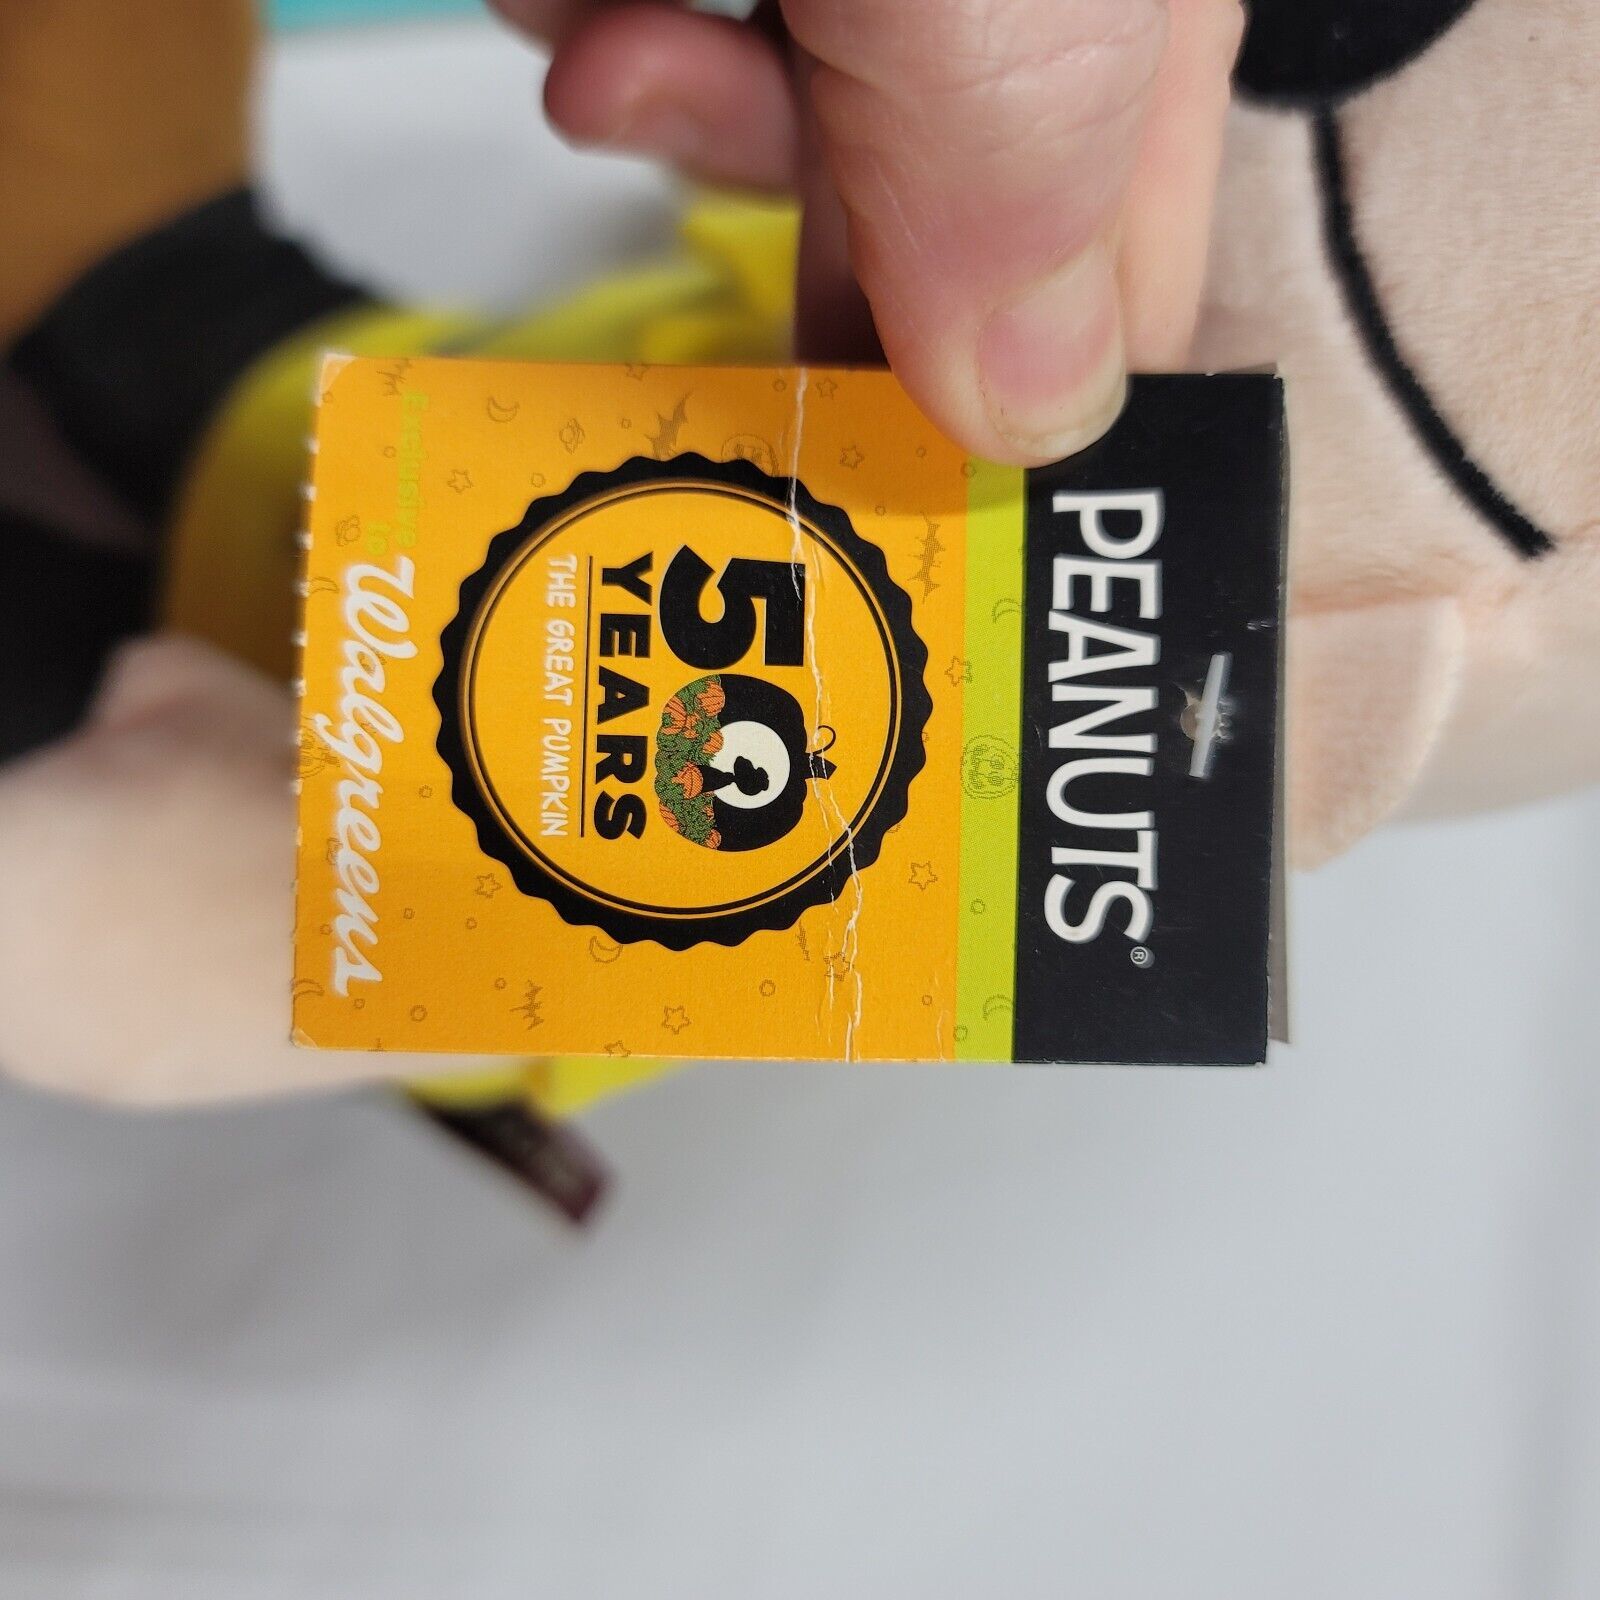 PEANUTS®
50
YEARS
THE GREAT PUMPKIN
Exclusive to
Walgreens